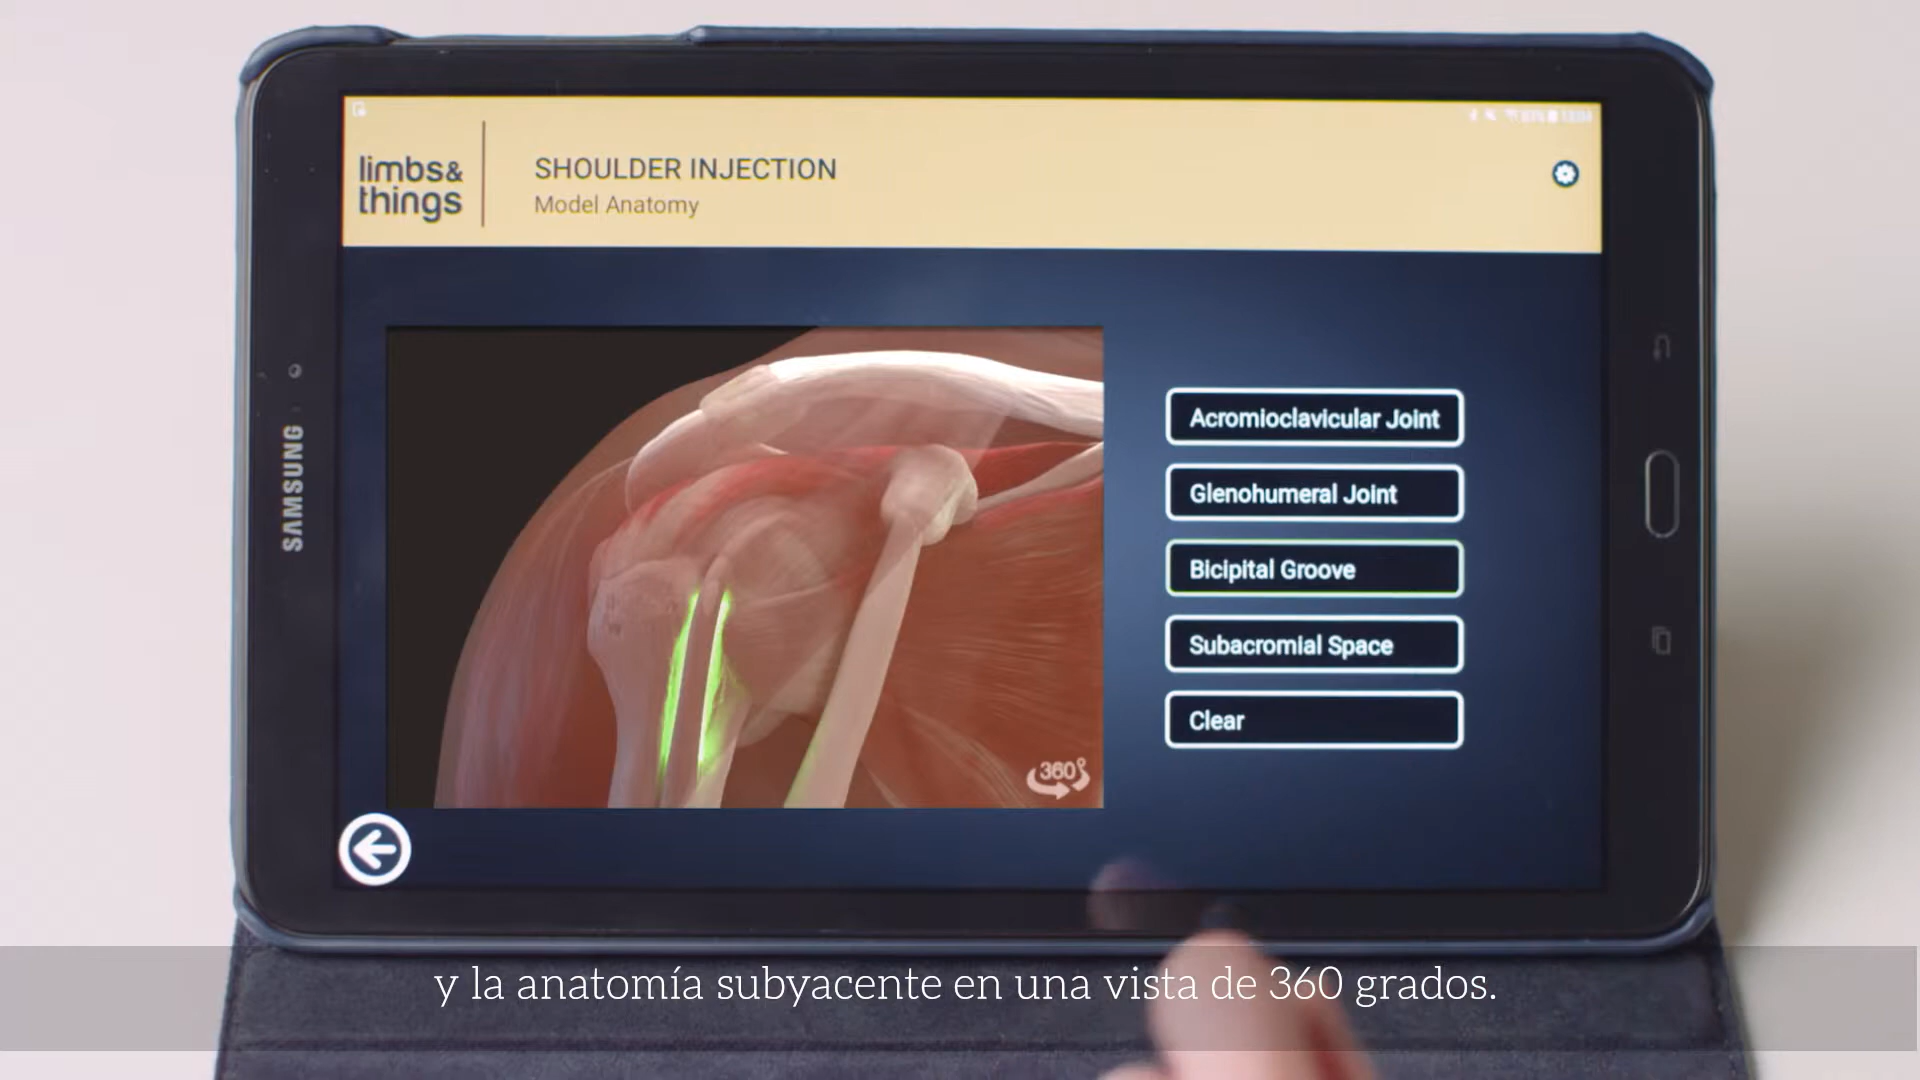 limbs&
things
SHOULDER INJECTION
Model Anatomy
SAMSUNG
Acromioclavicular Joint
Glenohumeral Joint
Bicipital Groove
Subacromial Space
Clear
360°
y la anatomía subyacente en una vista de 360 grados.